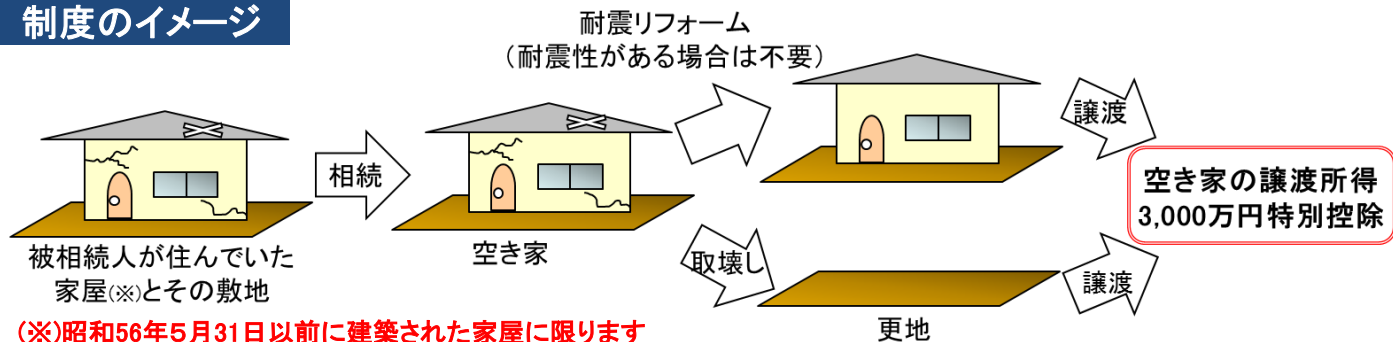 制度のイメージ
耐震リフォーム
（耐震性がある場合は不要）
譲渡
相続
空き家の譲渡所得
3,000万円特別控除
被相続人が住んでいた
家屋(※)とその敷地
空き家
取壊し
譲渡
更地
(※)昭和56年５月31日以前に建築された家屋に限ります